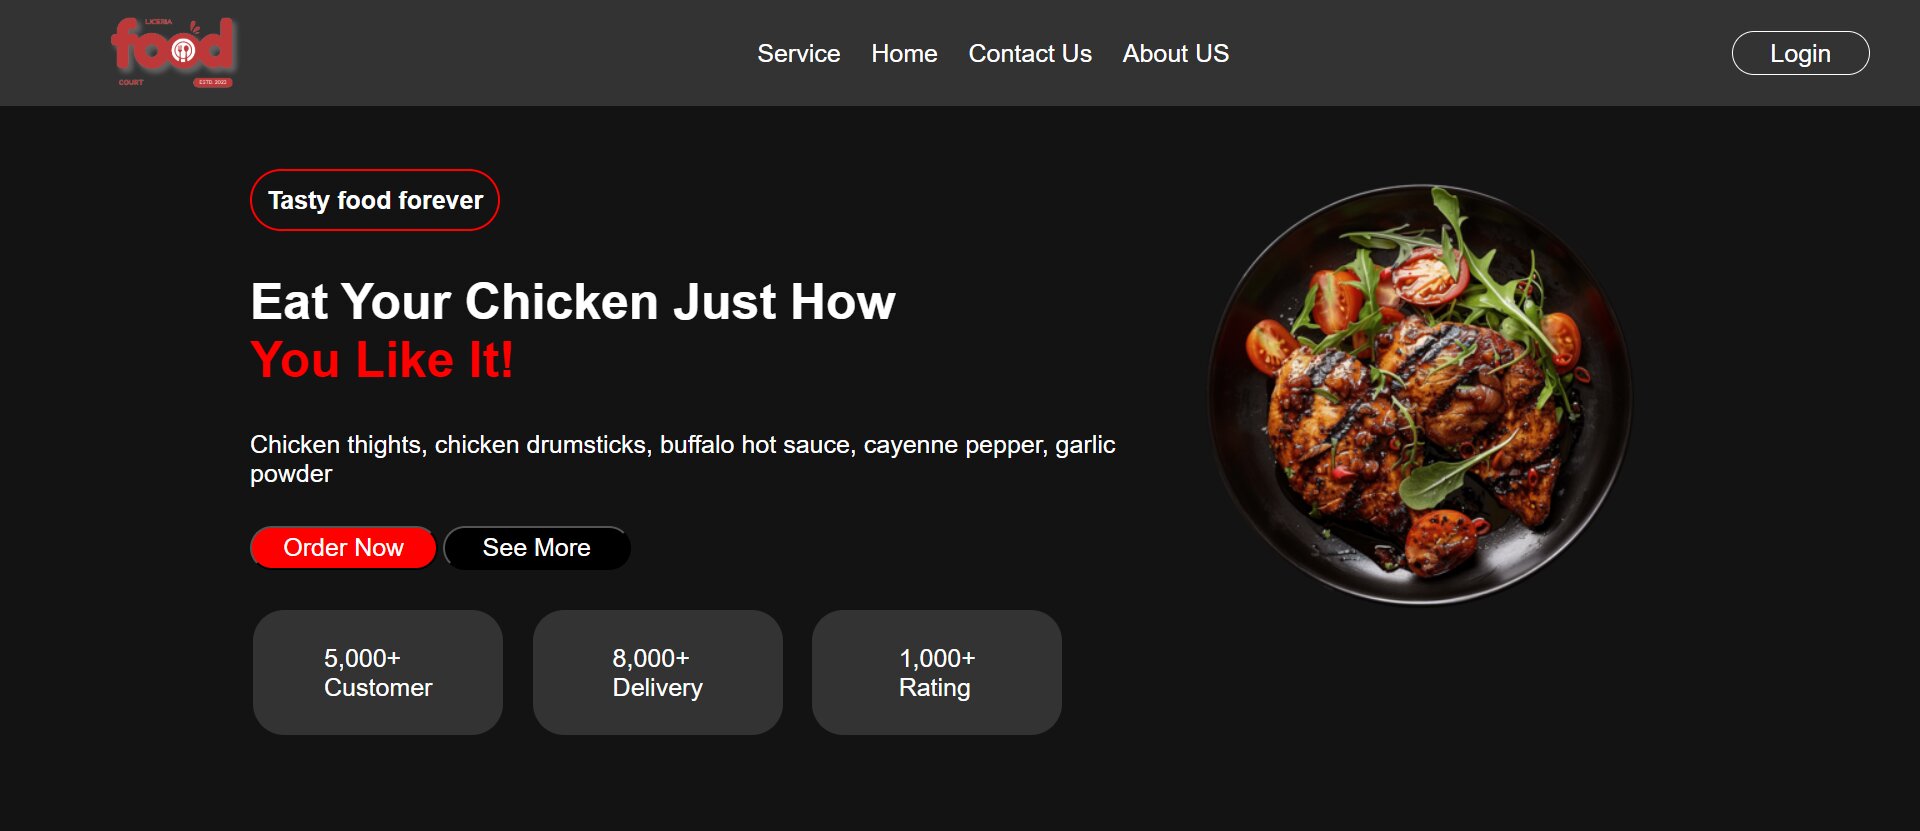 LICERIA
food
COURT
ESTD. 2023
Service Home Contact Us About US
Login
Tasty food forever
Eat Your Chicken Just How
You Like It!
Chicken thights, chicken drumsticks, buffalo hot sauce, cayenne pepper, garlic
powder
Order Now See More
5,000+
Customer
8,000+
Delivery
1,000+
Rating